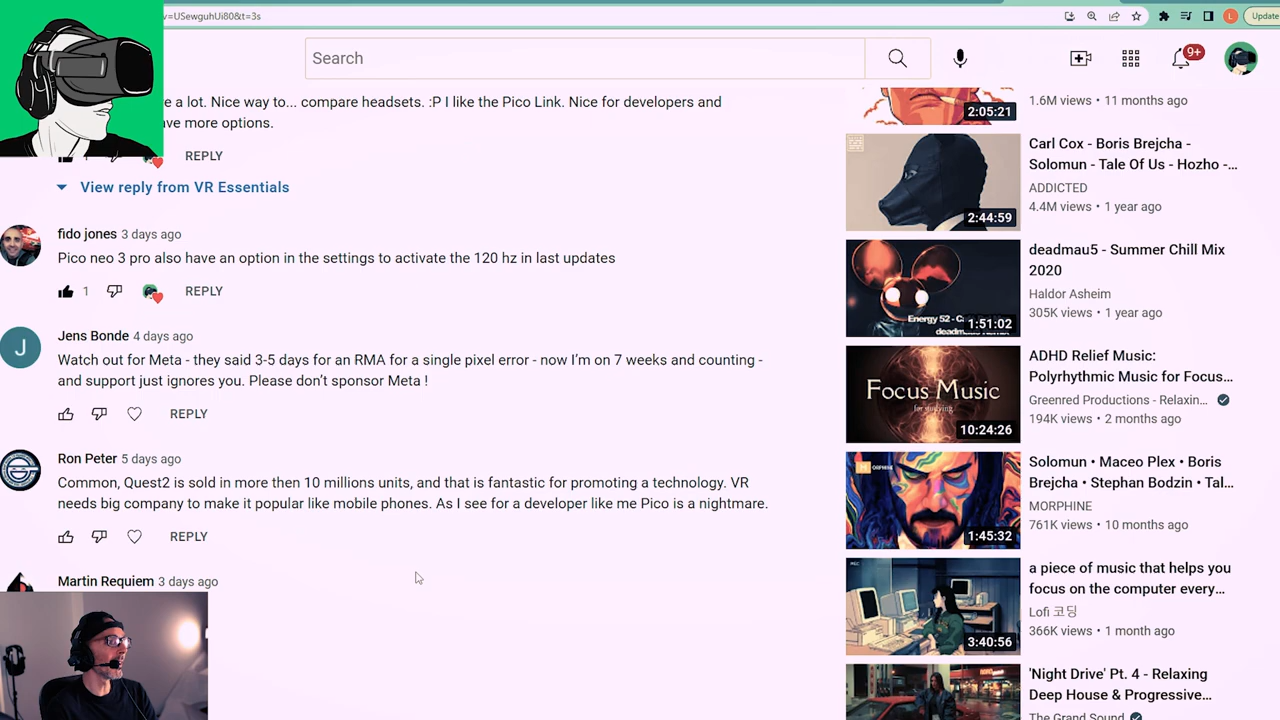 v=USewguhUi80&t=3s
L
Update
Search
9+
e a lot. Nice way to... compare headsets. :P I like the Pico Link. Nice for developers and
ve more options.
REPLY
View reply from VR Essentials
fido jones 3 days ago
Pico neo 3 pro also have an option in the settings to activate the 120 hz in last updates
1
REPLY
J
Jens Bonde 4 days ago
Watch out for Meta - they said 3-5 days for an RMA for a single pixel error - now I'm on 7 weeks and counting -
and support just ignores you. Please don't sponsor Meta !
REPLY
Ron Peter 5 days ago
Common, Quest2 is sold in more then 10 millions units, and that is fantastic for promoting a technology. VR
needs big company to make it popular like mobile phones. As I see for a developer like me Pico is a nightmare.
REPLY
Martin Requiem 3 days ago
2:05:21
1.6M views • 11 months ago
2:44:59
Carl Cox - Boris Brejcha -
Solomun - Tale Of Us - Hozho -...
ADDICTED
4.4M views • 1 year ago
Energy 52 - C
deadm
1:51:02
deadmau5 - Summer Chill Mix
2020
Haldor Asheim
305K views • 1 year ago
Focus Music
for studying
10:24:26
ADHD Relief Music:
Polyrhythmic Music for Focus...
Greenred Productions - Relaxin...
194K views • 2 months ago
MORPHINE
1:45:32
Solomun • Maceo Plex • Boris
Brejcha • Stephan Bodzin • Tal...
MORPHINE
761K views • 10 months ago
3:40:56
a piece of music that helps you
focus on the computer every...
Lofi 코딩
366K views • 1 month ago
'Night Drive' Pt. 4 - Relaxing
Deep House & Progressive...
The Grand Sound